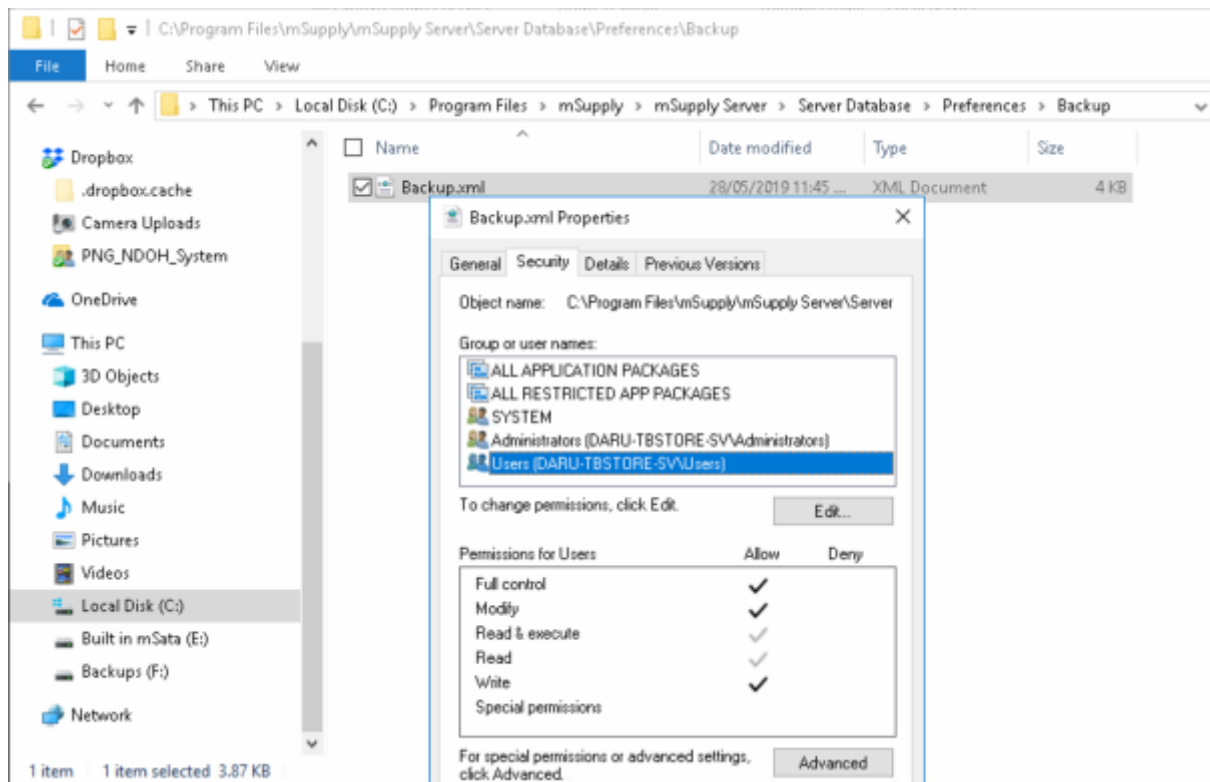 C:\Program Files\mSupply\mSupply Server\Server Database\Preferences\Backup
File Home Share View
This PC > Local Disk (C:) > Program Files > mSupply > mSupply Server > Server Database > Preferences > Backup
Name Date modified Type Size
Backup.xml 28/05/2019 11:45 ... XML Document 4 KB
Dropbox
.dropbox.cache
Camera Uploads
PNG_NDOH_System
OneDrive
This PC
3D Objects
Desktop
Documents
Downloads
Music
Pictures
Videos
Local Disk (C:)
Built in mSata (E:)
Backups (F:)
Network
1 item 1 item selected 3.87 KB
Backup.xml Properties
General Security Details Previous Versions
Object name: C:\Program Files\mSupply\mSupply Server\Server
Group or user names:
ALL APPLICATION PACKAGES
ALL RESTRICTED APP PACKAGES
SYSTEM
Administrators (DARU-TBSTORE-SV\Administrators)
Users (DARU-TBSTORE-SV\Users)
To change permissions, click Edit.
Edit...
Permissions for Users Allow Deny
Full control
Modify
Read & execute
Read
Write
Special permissions
For special permissions or advanced settings,
click Advanced.
Advanced